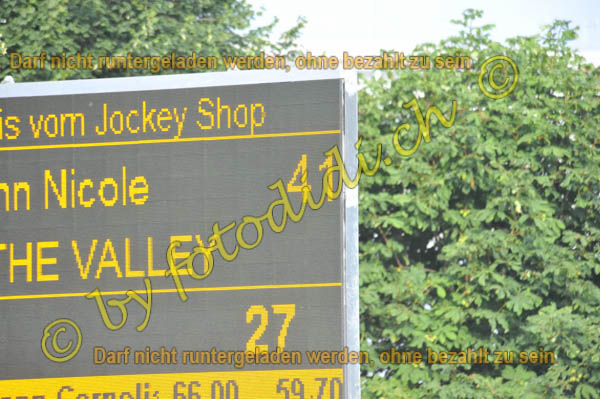 Darf nicht runtergeladen werden, ohne bezahlt zu sein
is vom Jockey Shop
nn Nicole 41
THE VALLEY
© by fotodidi.ch ©
27
Darf nicht runtergeladen werden, ohne bezahlt zu sein
66.00 59.70